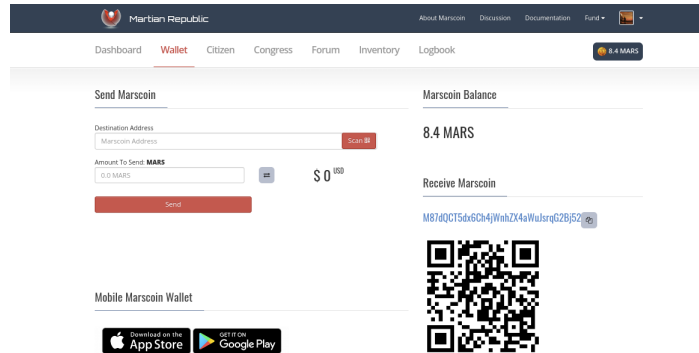 Martian Republic
About Marscoin Discussion Documentation Fund
Dashboard Wallet Citizen Congress Forum Inventory Logbook
8.4 MARS
Send Marscoin
Destination Address
Marscoin Address
Scan
Amount To Send: MARS
0.0 MARS
$ 0 USD
Send
Mobile Marscoin Wallet
Download on the
App Store
GET IT ON
Google Play
Marscoin Balance
8.4 MARS
Receive Marscoin
M87dQCT5dx6Ch4jWnhZX4aWuJsrqG2Bj52